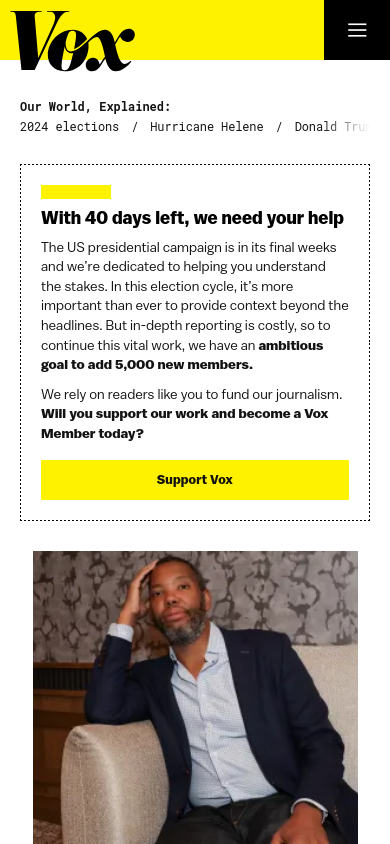 Vox
Our World, Explained:
2024 elections / Hurricane Helene / Donald Trum
With 40 days left, we need your help
The US presidential campaign is in its final weeks
and we’re dedicated to helping you understand
the stakes. In this election cycle, it’s more
important than ever to provide context beyond the
headlines. But in-depth reporting is costly, so to
continue this vital work, we have an ambitious
goal to add 5,000 new members.
We rely on readers like you to fund our journalism.
Will you support our work and become a Vox
Member today?
Support Vox